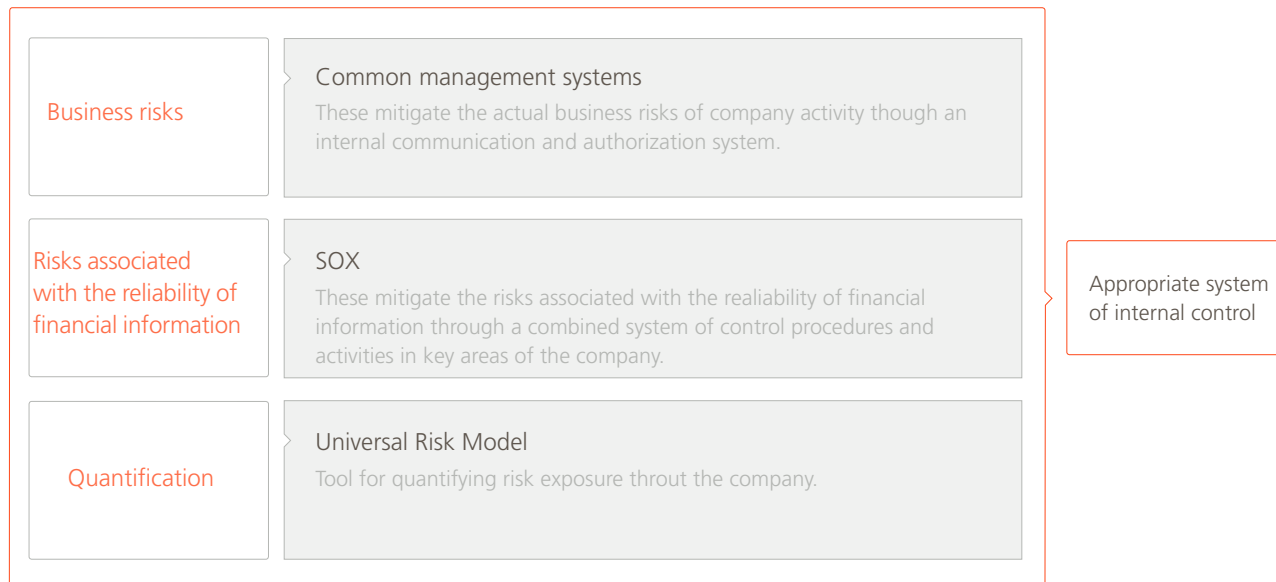 Business risks
Common management systems
These mitigate the actual business risks of company activity though an
internal communication and authorization system.
Risks associated
with the reliability of
financial information
SOX
These mitigate the risks associated with the realiability of financial
information through a combined system of control procedures and
activities in key areas of the company.
Quantification
Universal Risk Model
Tool for quantifying risk exposure throut the company.
Appropriate system
of internal control